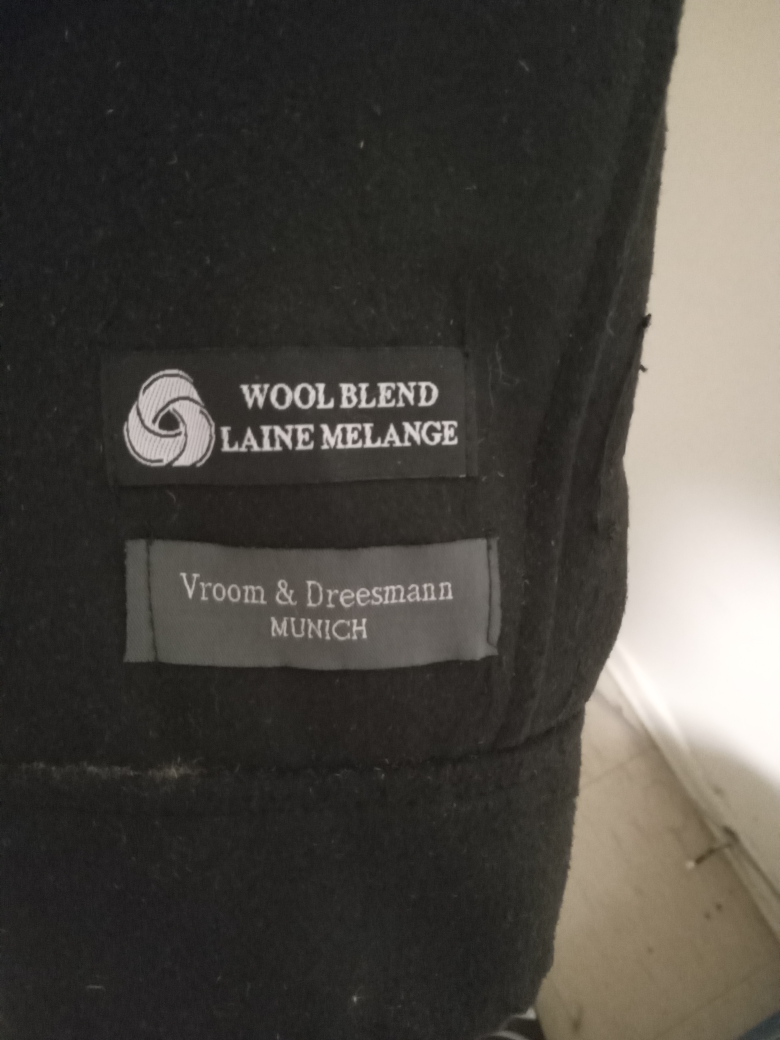 WOOL BLEND
LAINE MELANGE
Vroom & Dreesmann
MUNICH